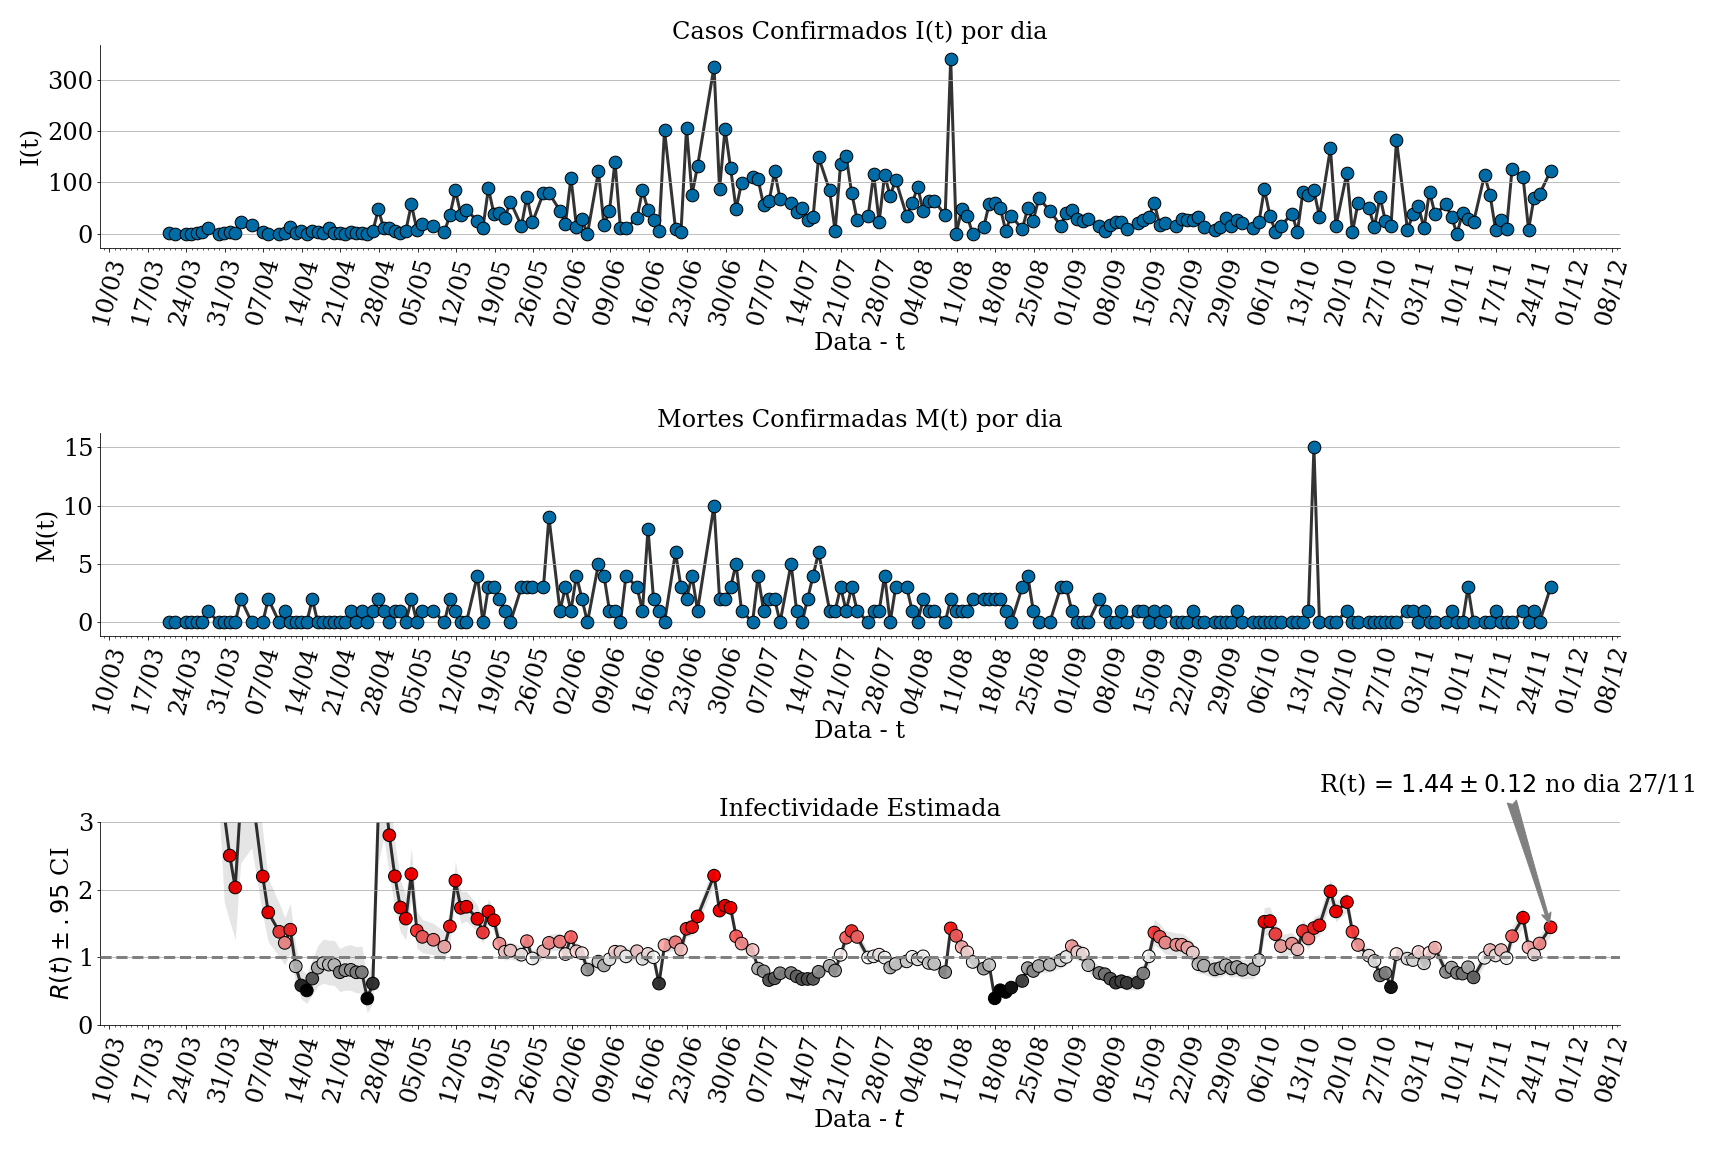 Casos Confirmados I(t) por dia
I(t)
300
200
100
0
10/03 17/03 24/03 31/03 07/04 14/04 21/04 28/04 05/05 12/05 19/05 26/05 02/06 09/06 16/06 23/06 30/06 07/07 14/07 21/07 28/07 04/08 11/08 18/08 25/08 01/09 08/09 15/09 22/09 29/09 06/10 13/10 20/10 27/10 03/11 10/11 17/11 24/11 01/12 08/12
Data - t
Mortes Confirmadas M(t) por dia
M(t)
15
10
5
0
10/03 17/03 24/03 31/03 07/04 14/04 21/04 28/04 05/05 12/05 19/05 26/05 02/06 09/06 16/06 23/06 30/06 07/07 14/07 21/07 28/07 04/08 11/08 18/08 25/08 01/09 08/09 15/09 22/09 29/09 06/10 13/10 20/10 27/10 03/11 10/11 17/11 24/11 01/12 08/12
Data - t
R(t) = 1.44 ± 0.12 no dia 27/11
Infectividade Estimada
R(t) ± .95 CI
3
2
1
0
10/03 17/03 24/03 31/03 07/04 14/04 21/04 28/04 05/05 12/05 19/05 26/05 02/06 09/06 16/06 23/06 30/06 07/07 14/07 21/07 28/07 04/08 11/08 18/08 25/08 01/09 08/09 15/09 22/09 29/09 06/10 13/10 20/10 27/10 03/11 10/11 17/11 24/11 01/12 08/12
Data - t